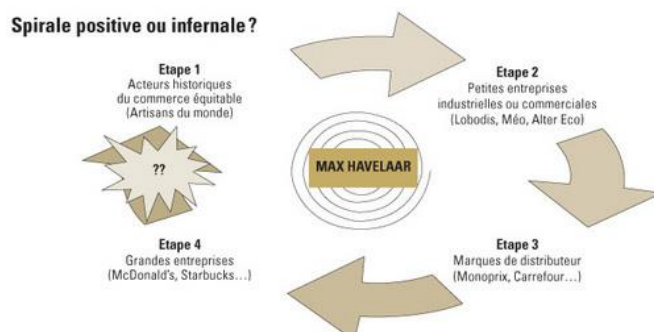 Spirale positive ou infernale ?
Etape 1
Acteurs historiques
du commerce équitable
(Artisans du monde)
Etape 2
Petites entreprises
industrielles ou commerciales
(Lobodis, Méo, Alter Eco)
??
MAX HAVELAAR
Etape 4
Grandes entreprises
(McDonald's, Starbucks...)
Etape 3
Marques de distributeur
(Monoprix, Carrefour...)